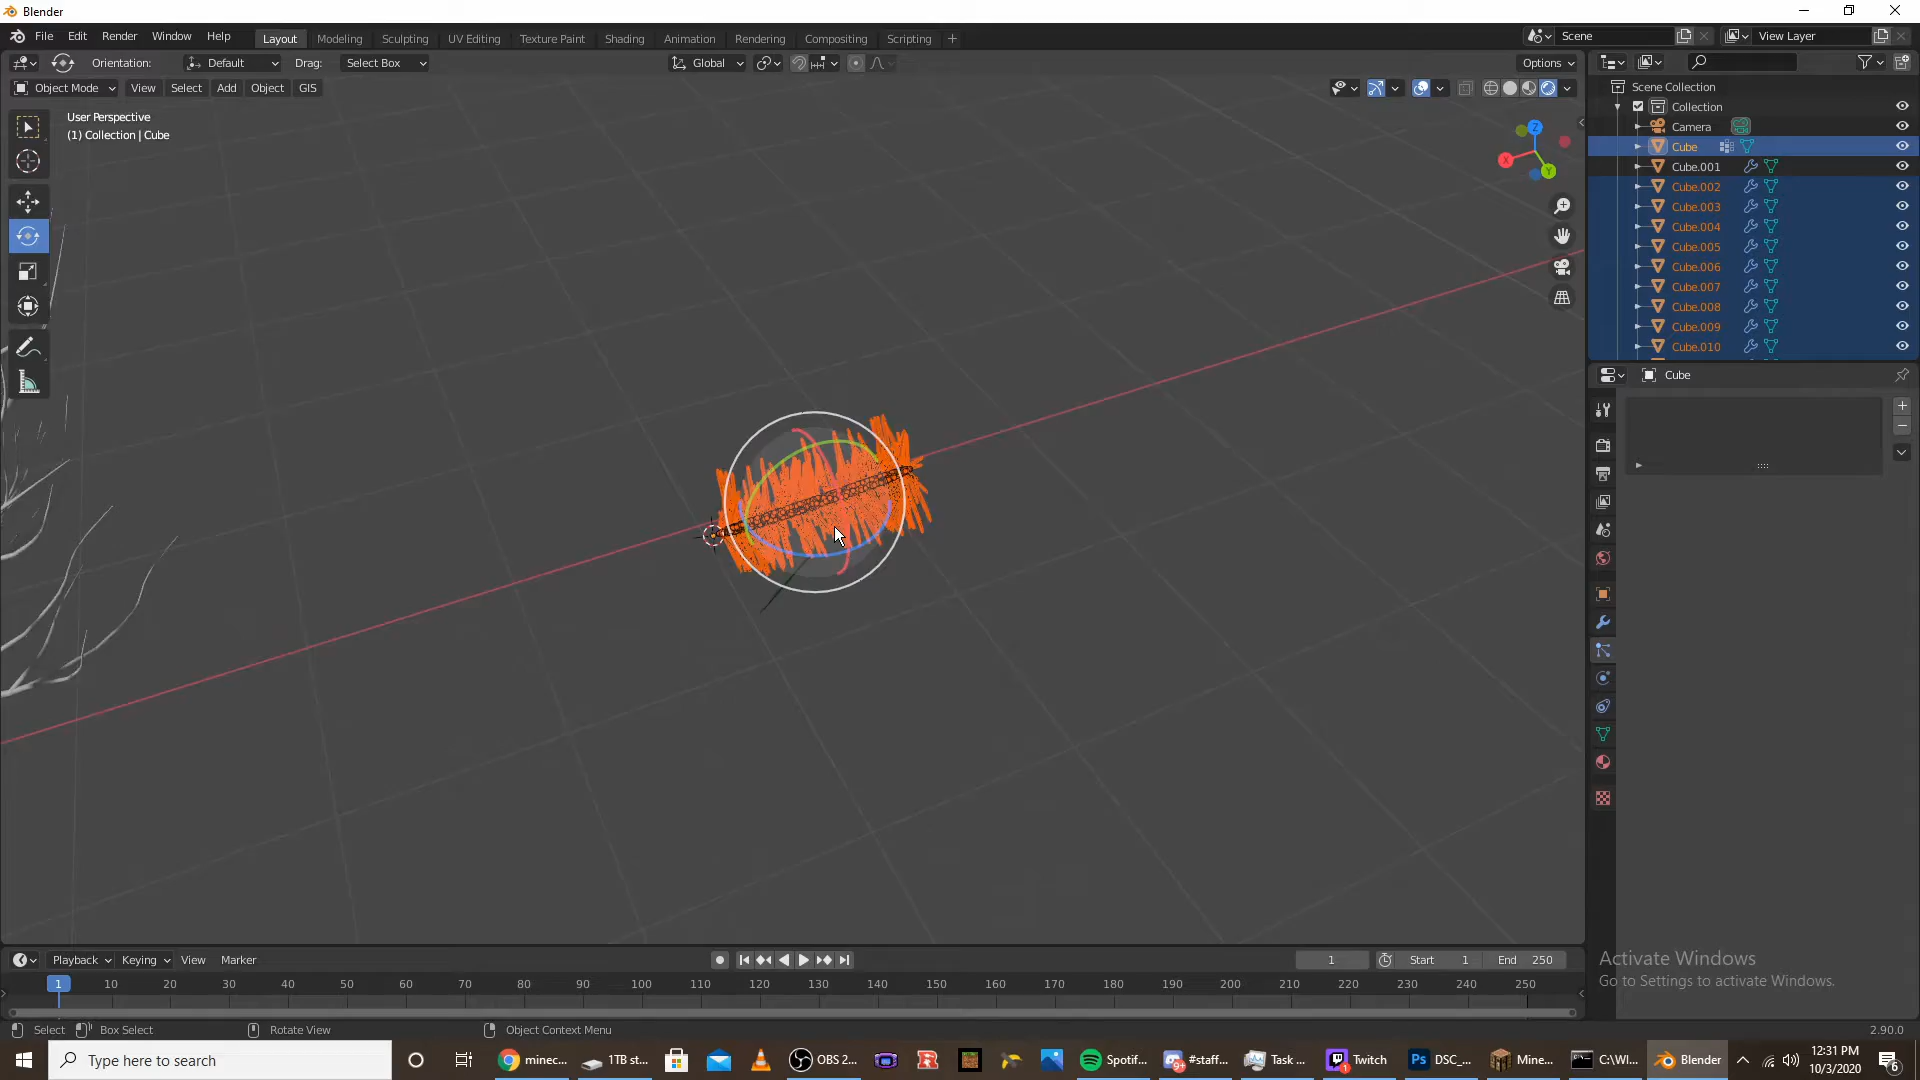 Blender
File Edit Render Window Help
Layout Modeling Sculpting UV Editing Texture Paint Shading Animation Rendering Compositing Scripting +
Scene
View Layer
Orientation: Default Drag: Select Box
Global
Options
Object Mode View Select Add Object GIS
User Perspective
(1) Collection | Cube
Z
X
Y
Scene Collection
Collection
Camera
Cube
Cube.001
Cube.002
Cube.003
Cube.004
Cube.005
Cube.006
Cube.007
Cube.008
Cube.009
Cube.010
Cube
Playback Keying View Marker
1
Start 1
End 250
1 10 20 30 40 50 60 70 80 90 100 110 120 130 140 150 160 170 180 190 200 210 220 230 240 250
Select Box Select Rotate View Object Context Menu
2.90.0
Activate Windows
Go to Settings to activate Windows.
Type here to search
minec...
1TB st...
OBS 2...
Spotif...
#staff...
Task ...
Twitch
DSC_...
Mine...
C:\WI...
Blender
12:31 PM
10/3/2020
6